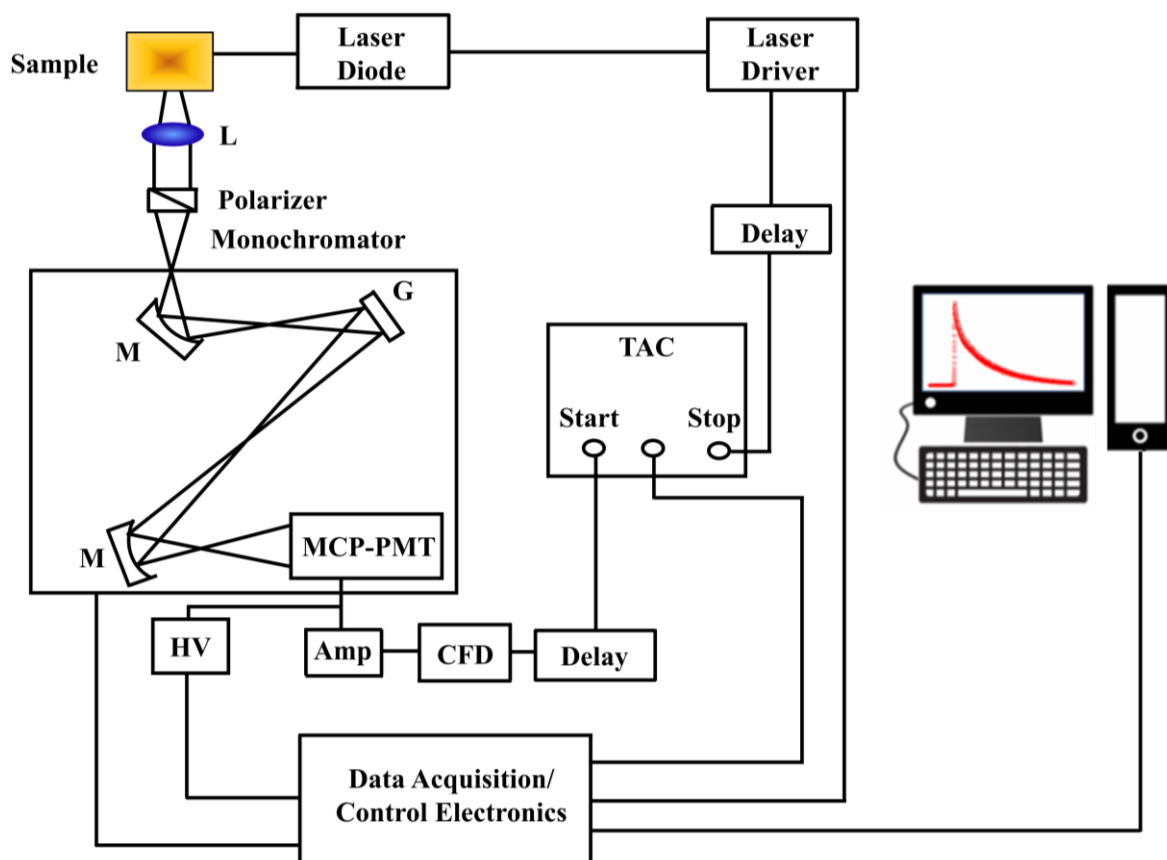 Laser
Diode
Laser
Driver
Sample
L
Polarizer
Monochromator
Delay
G
M
TAC
Start
Stop
M
MCP-PMT
HV
Amp
CFD
Delay
Data Acquisition/
Control Electronics